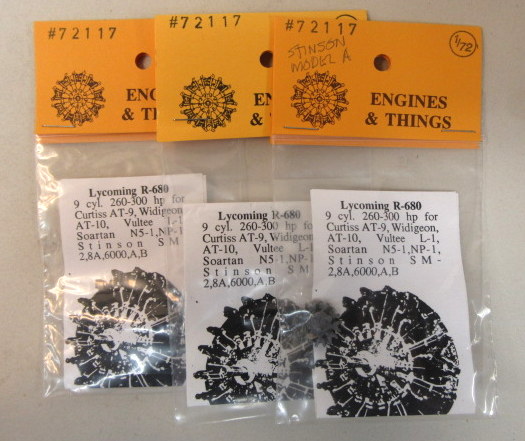 #72117
ENGIN
& THI
#72117
EN
& T
#72117
STINSON
MODEL A
1/72
ENGINES
& THINGS
Lycoming R-680
9 cyl. 260-300 hp for
Curtiss AT-9, Widigeon,
AT-10, Vultee L-1,
Soartan N5-1,NP-1
Stinson SM-
2,8A,6000,A,B
Lycoming R-680
9 cyl. 260-300 hp for
Curtiss AT-9, Widigeon
AT-10, Vultee L-1
Soartan N5-1,NP-1
Stinson SM
2,8A,6000,A,B
Lycoming R-680
9 cyl. 260-300 hp for
Curtiss AT-9, Widigeon,
AT-10, Vultee L-1,
Soartan N5-1,NP-1,
Stinson SM -
2,8A,6000,A,B